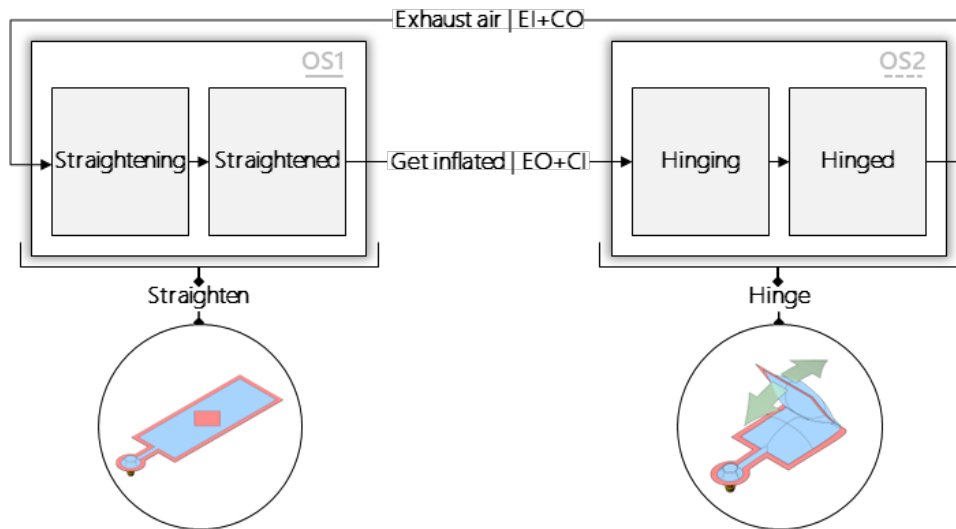 Exhaust air | EI+CO
OS1
OS2
Straightening
Straightened
Get inflated | EO+CI
Hinging
Hinged
Straighten
Hinge